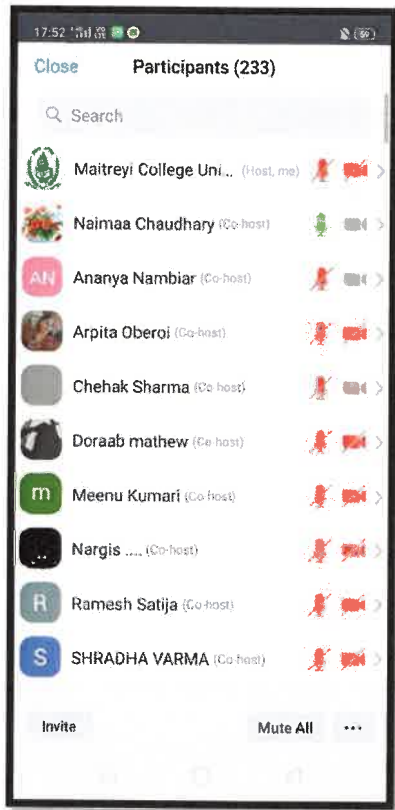 17:52
59
Close Participants (233)
Search
Maitreyi College Uni... (Host, me)
Naimaa Chaudhary (Co-host)
AN Ananya Nambiar (Co-host)
Arpita Oberoi (Co-host)
Chehak Sharma (Co-host)
Doraab mathew (Co-host)
m Meenu Kumari (Co-host)
Nargis .... (Co-host)
R Ramesh Satija (Co-host)
S SHRADHA VARMA (Co-host)
Invite Mute All ...